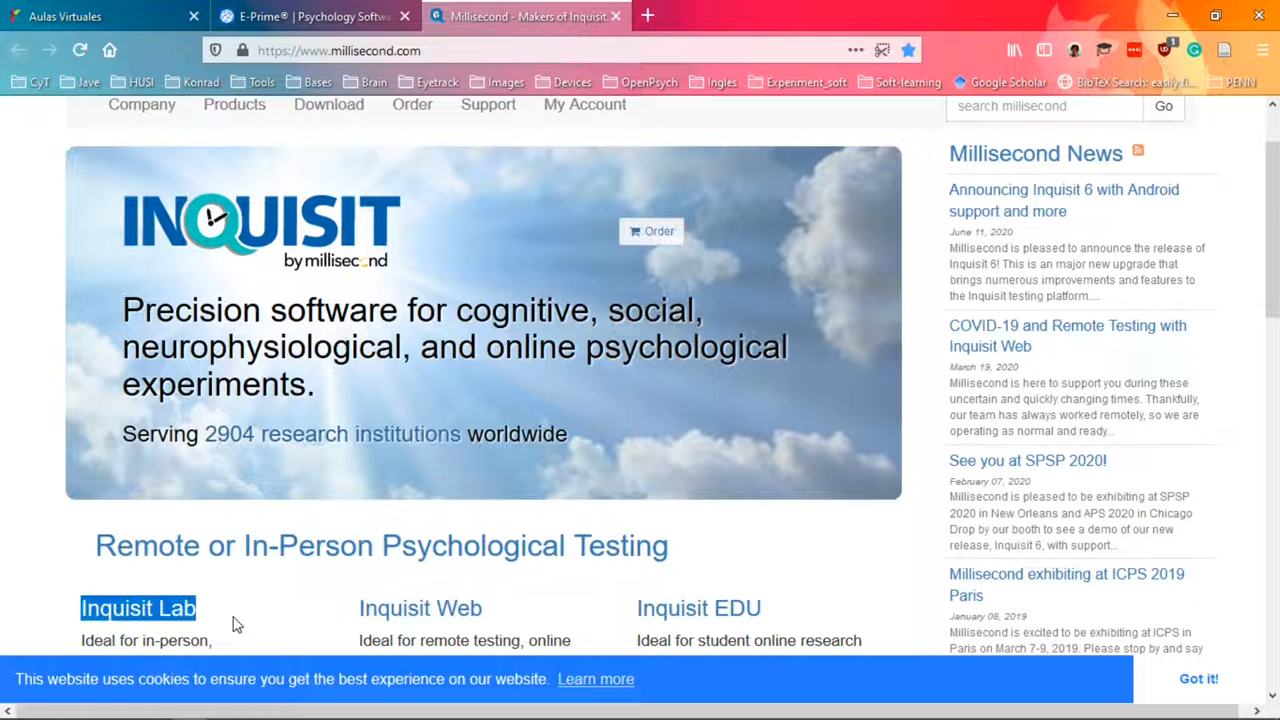 Aulas Virtuales
E-Prime® | Psychology Softwa
Millisecond - Makers of Inquisit
https://www.millisecond.com
1
CyT Jave HUSI Konrad Tools Bases Brain Eyetrack Images Devices OpenPsych Ingles Experiment_soft Soft-learning Google Scholar BibTeX Search: easily fi... PENN
Company Products Download Order Support My Account
search millisecond Go
INQUISIT
by millisecond
Order
Precision software for cognitive, social,
neurophysiological, and online psychological
experiments.
Serving 2904 research institutions worldwide
Remote or In-Person Psychological Testing
Inquisit Lab
Ideal for in-person,
Inquisit Web
Ideal for remote testing, online
Inquisit EDU
Ideal for student online research
Millisecond News
Announcing Inquisit 6 with Android
support and more
June 11, 2020
Millisecond is pleased to announce the release of
Inquisit 6! This is an major new upgrade that
brings numerous improvements and features to
the Inquisit testing platform....
COVID-19 and Remote Testing with
Inquisit Web
March 19, 2020
Millisecond is here to support you during these
uncertain and quickly changing times. Thankfully,
our team has always worked remotely, so we are
operating as normal and ready...
See you at SPSP 2020!
February 07, 2020
Millisecond is pleased to be exhibiting at SPSP
2020 in New Orleans and APS 2020 in Chicago
Drop by our booth to see a demo of our new
release, Inquisit 6, with support...
Millisecond exhibiting at ICPS 2019
Paris
January 08, 2019
Millisecond is excited to be exhibiting at ICPS in
Paris on March 7-9, 2019. Please stop by and say
This website uses cookies to ensure you get the best experience on our website. Learn more
Got it!